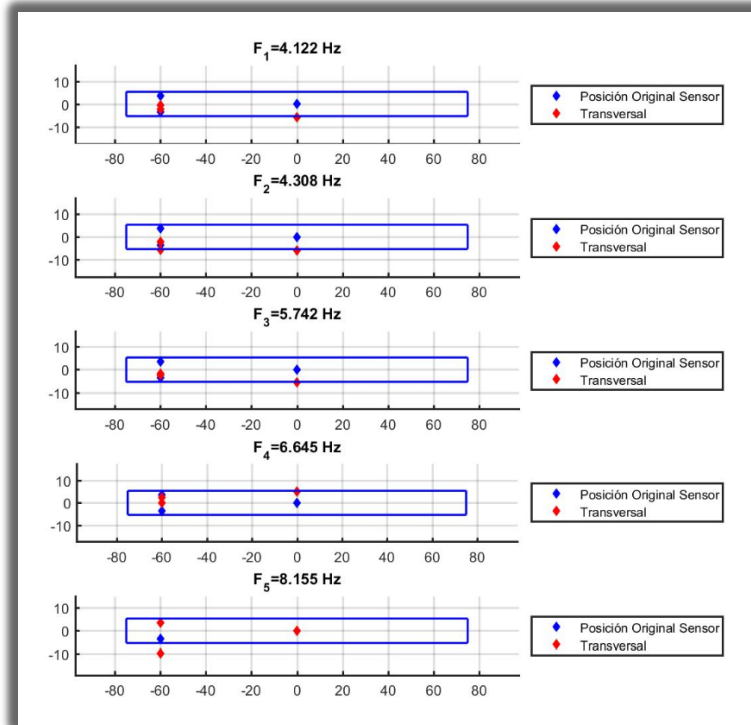 F1=4.122 Hz
10
0
-10
-80 -60 -40 -20 0 20 40 60 80
Posición Original Sensor
Transversal
F2=4.308 Hz
10
0
-10
-80 -60 -40 -20 0 20 40 60 80
Posición Original Sensor
Transversal
F3=5.742 Hz
10
0
-10
-80 -60 -40 -20 0 20 40 60 80
Posición Original Sensor
Transversal
F4=6.645 Hz
10
0
-10
-80 -60 -40 -20 0 20 40 60 80
Posición Original Sensor
Transversal
F5=8.155 Hz
10
0
-10
-80 -60 -40 -20 0 20 40 60 80
Posición Original Sensor
Transversal